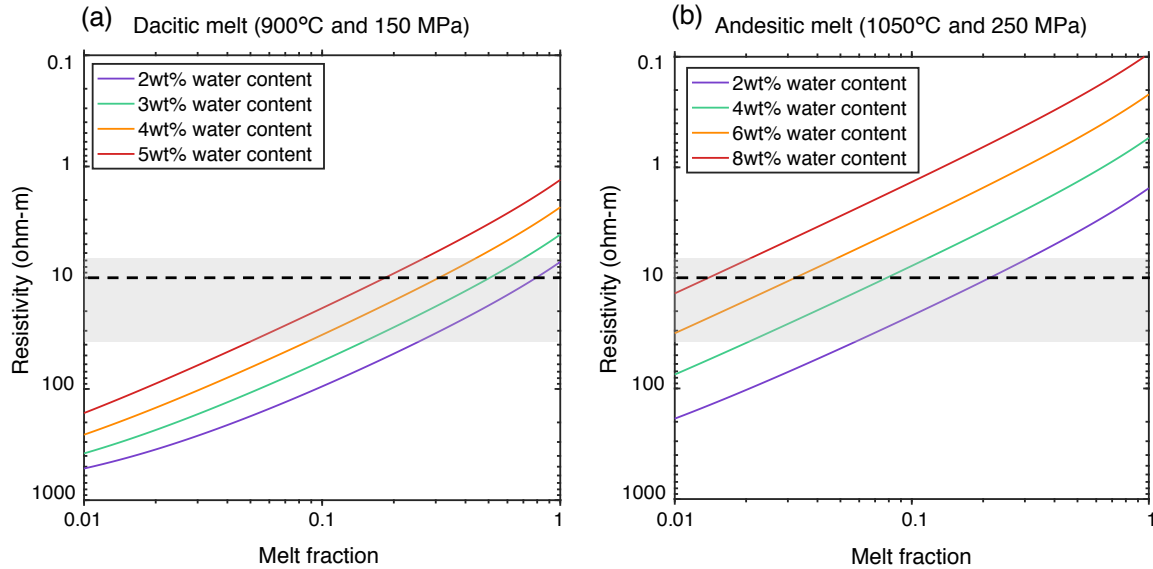 (a)
Dacitic melt (900°C and 150 MPa)
2wt% water content
3wt% water content
4wt% water content
5wt% water content
0.1
1
10
100
1000
Resistivity (ohm-m)
0.01
0.1
1
Melt fraction
(b)
Andesitic melt (1050°C and 250 MPa)
2wt% water content
4wt% water content
6wt% water content
8wt% water content
0.1
1
10
100
1000
Resistivity (ohm-m)
0.01
0.1
1
Melt fraction